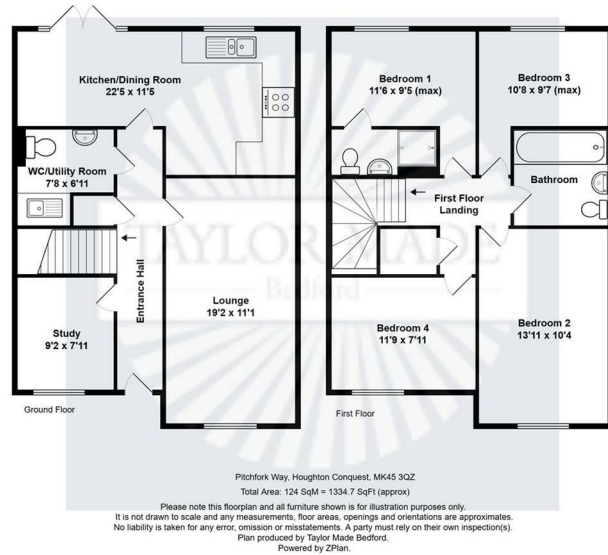 Kitchen/Dining Room
22'5 x 11'5
WC/Utility Room
7'8 x 6'11
Entrance Hall
Study
9'2 x 7'11
Lounge
19'2 x 11'1
Ground Floor
Bedroom 1
11'6 x 9'5 (max)
Bedroom 3
10'8 x 9'7 (max)
Bathroom
First Floor
Landing
Bedroom 4
11'9 x 7'11
Bedroom 2
13'11 x 10'4
First Floor
TAYLOR MADE
Bedford
Pitchfork Way, Houghton Conquest, MK45 3QZ
Total Area: 124 SqM = 1334.7 SqFt (approx)
Please note this floorplan and all furniture shown is for illustration purposes only.
It is not drawn to scale and any measurements, floor areas, openings and orientations are approximates.
No liability is taken for any error, omission or misstatements. A party must rely on their own inspection(s).
Plan produced by Taylor Made Bedford.
Powered by ZPlan.